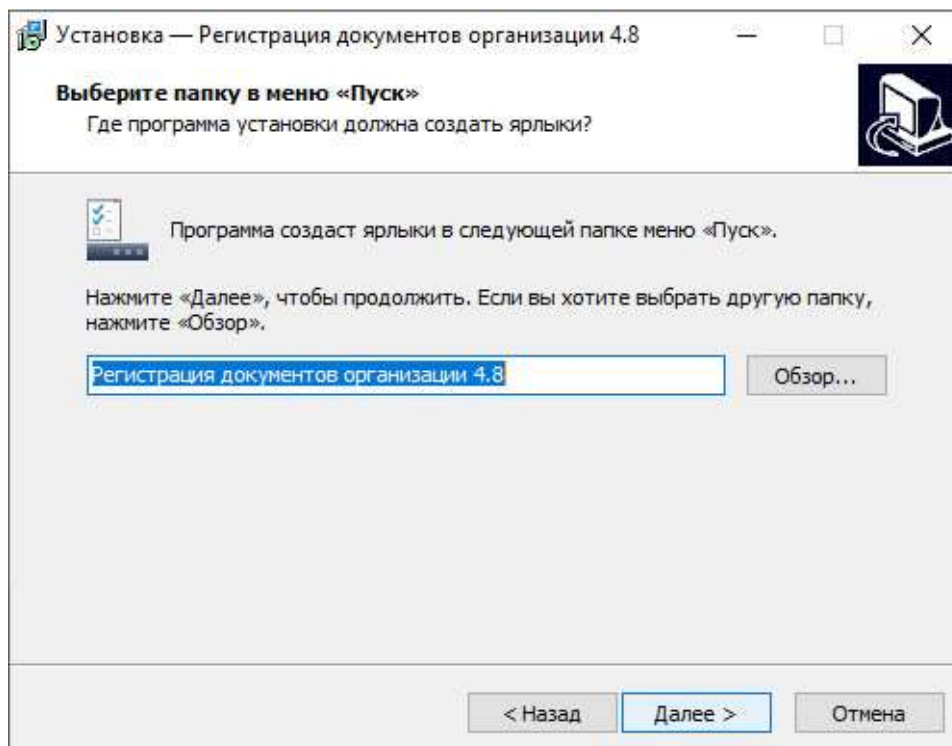 Установка — Регистрация документов организации 4.8
Выберите папку в меню «Пуск»
Где программа установки должна создать ярлыки?
Программа создаст ярлыки в следующей папке меню «Пуск».
Нажмите «Далее», чтобы продолжить. Если вы хотите выбрать другую папку,
нажмите «Обзор».
Регистрация документов организации 4.8
Обзор...
< Назад
Далее >
Отмена